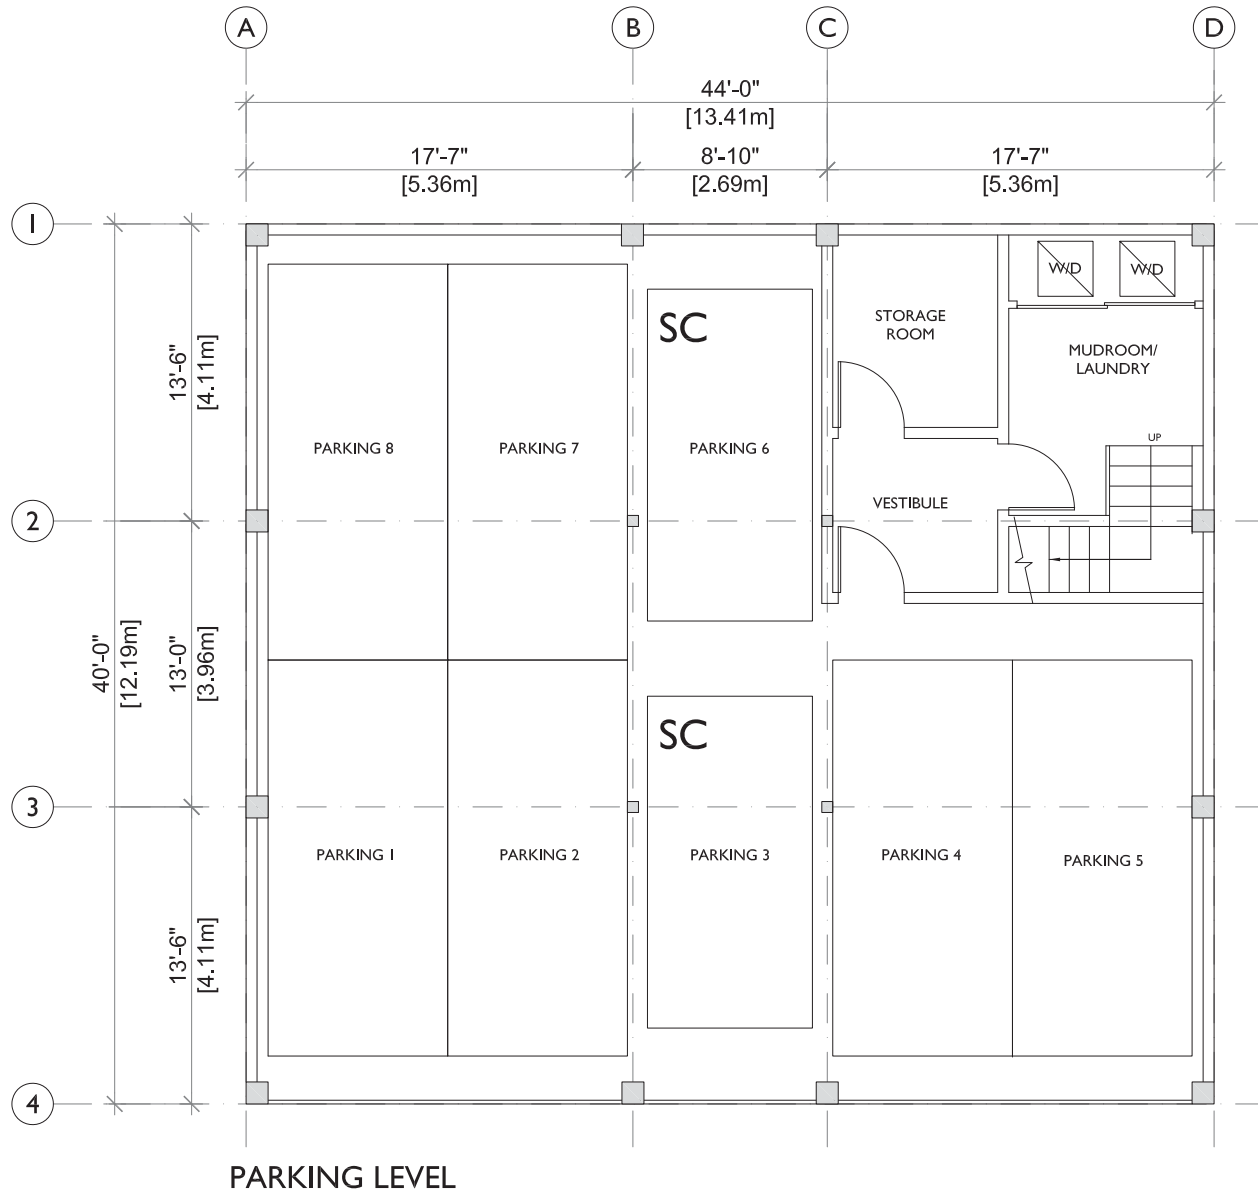 A
B
C
D
44'-0"
[13.41m]
17'-7"
[5.36m]
8'-10"
[2.69m]
17'-7"
[5.36m]
1
2
3
4
13'-6"
[4.11m]
13'-0"
[3.96m]
13'-6"
[4.11m]
40'-0"
[12.19m]
SC
W/D
W/D
STORAGE
ROOM
MUDROOM/
LAUNDRY
PARKING 8
PARKING 7
PARKING 6
UP
VESTIBULE
SC
PARKING 1
PARKING 2
PARKING 3
PARKING 4
PARKING 5
PARKING LEVEL